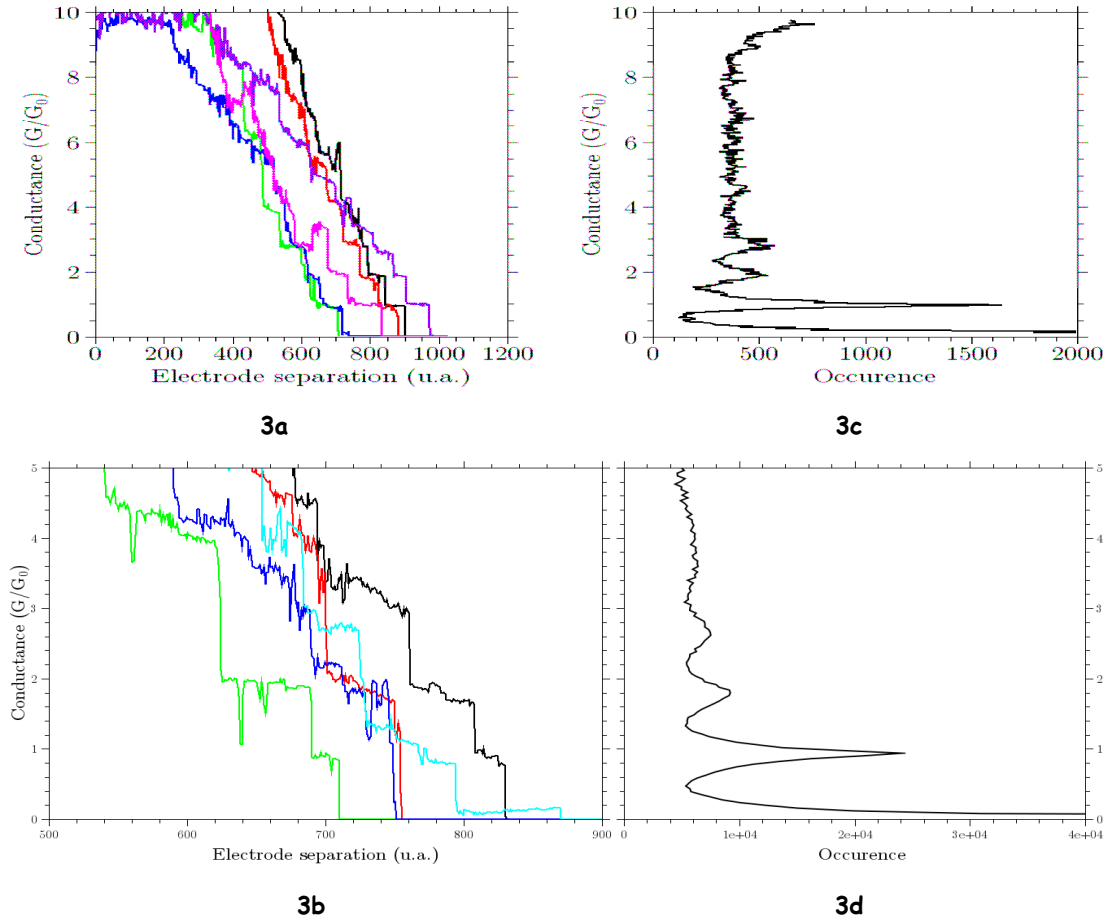 10
8
6
4
2
0
Conductance (G/G0)
0 200 400 600 800 1000 1200
Electrode separation (u.a.)
3a
10
8
6
4
2
0
Conductance (G/G0)
0 500 1000 1500 2000
Occurence
3c
5
4
3
2
1
0
Conductance (G/G0)
500 600 700 800 900
Electrode separation (u.a.)
3b
5
4
3
2
1
0
0 1e+04 2e+04 3e+04 4e+04
Occurence
3d